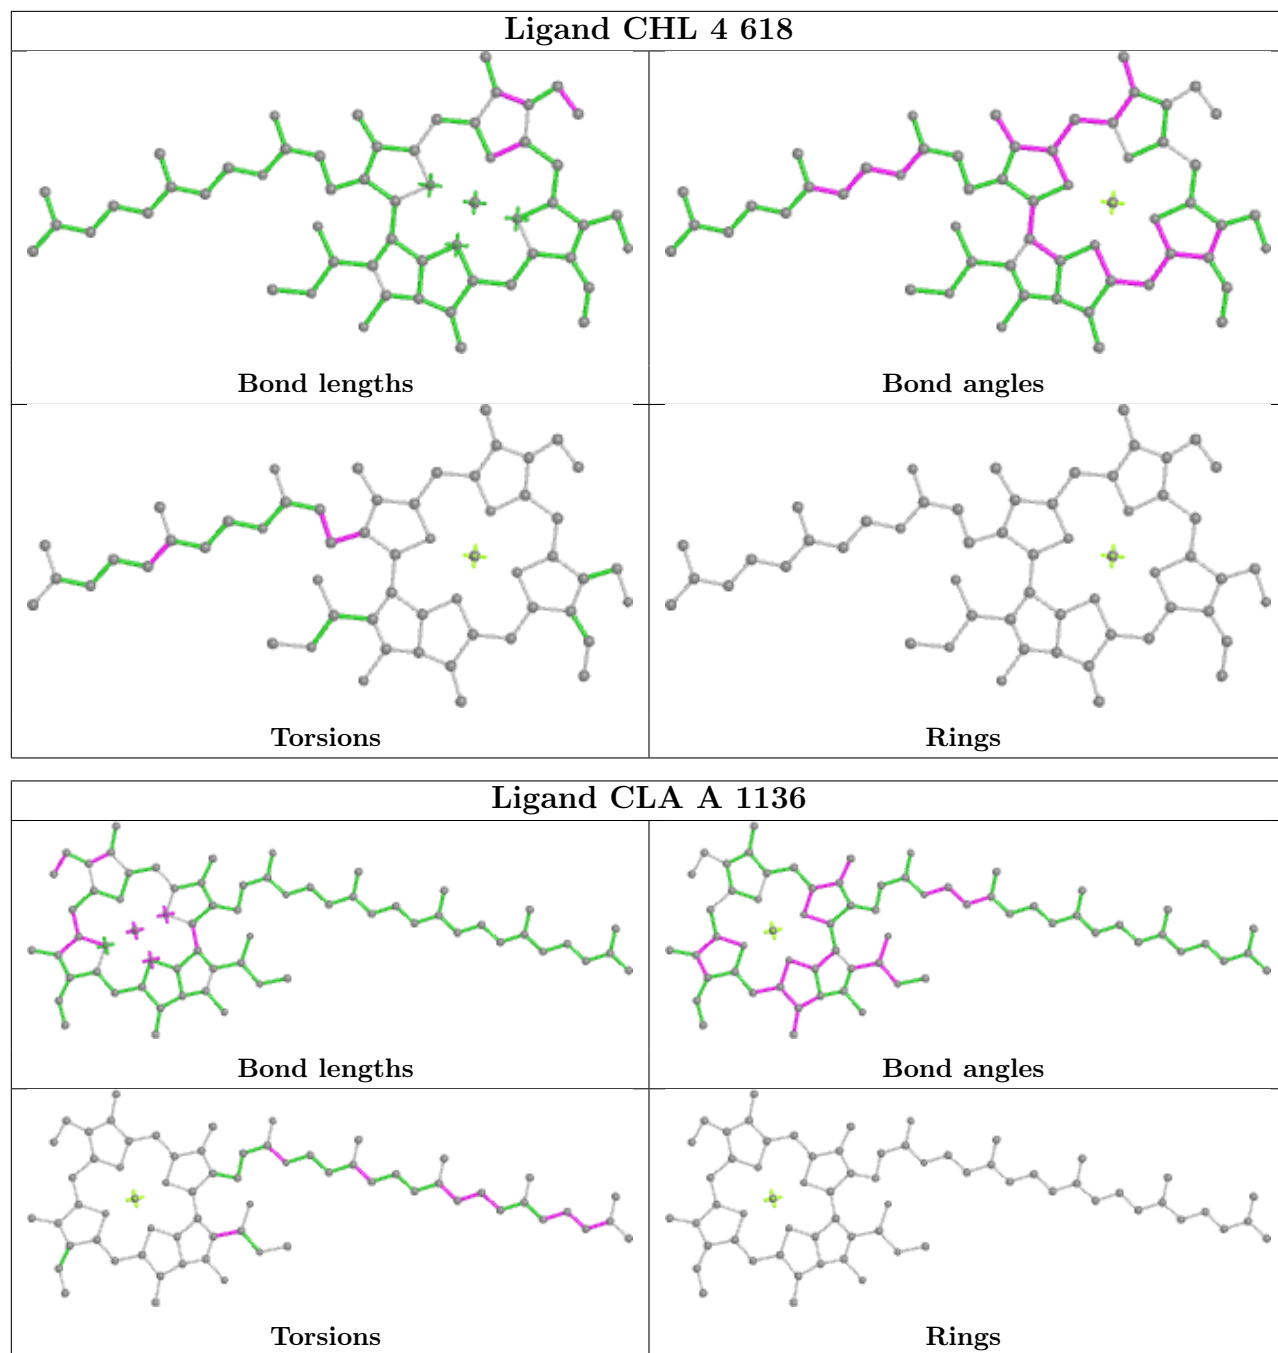 Ligand CHL 4 618
Bond lengths
Bond angles
Torsions
Rings
Ligand CLA A 1136
Bond lengths
Bond angles
Torsions
Rings